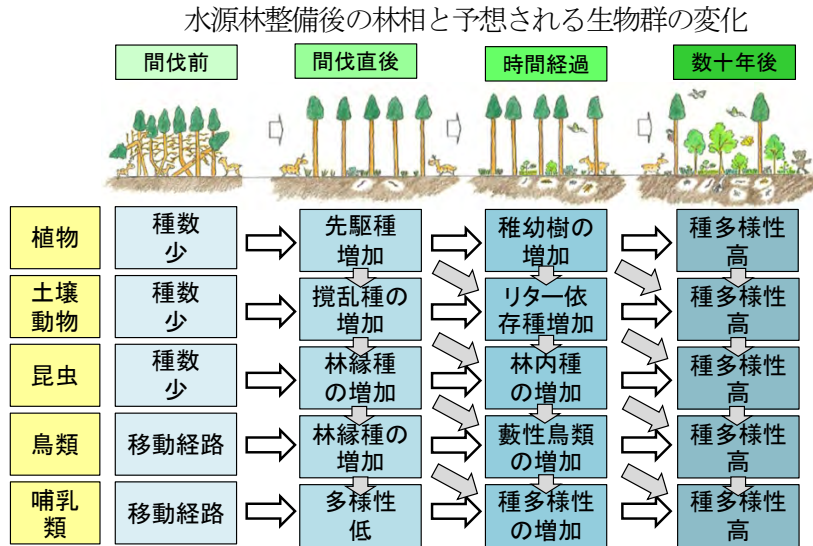 水源林整備後の林相と予想される生物群の変化
間伐前
間伐直後
時間経過
数十年後
植物
種数
少
先駆種
増加
稚幼樹の
増加
種多様性
高
土壌
動物
種数
少
撹乱種の
増加
リター依
存種増加
種多様性
高
昆虫
種数
少
林縁種
の増加
林内種
の増加
種多様性
高
鳥類
移動経路
林縁種の
増加
藪性鳥類
の増加
種多様性
高
哺乳
類
移動経路
多様性
低
種多様性
の増加
種多様性
高